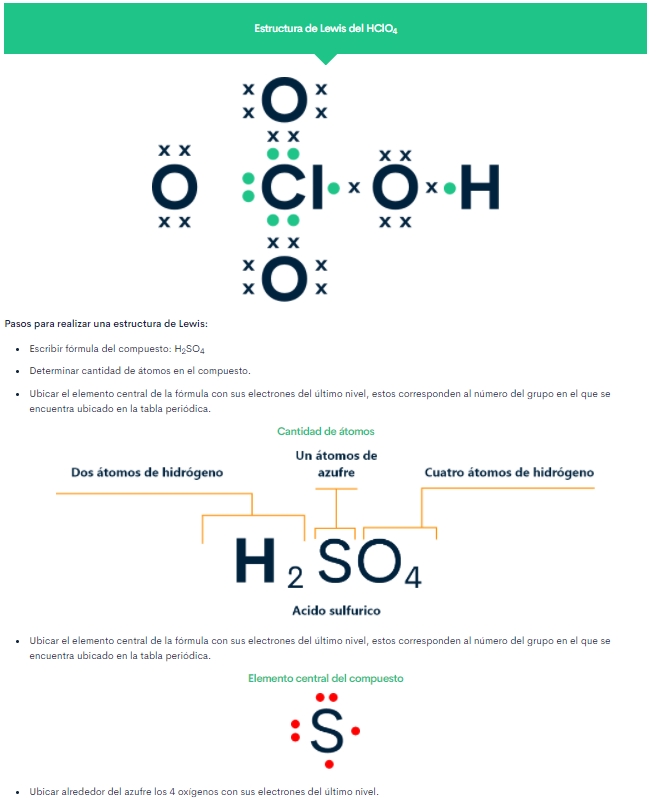 Estructura de Lewis del HClO₄
x O x
x x
x x
x x x x
O Cl x O x H
x x x x
x x
x O x
x x
Pasos para realizar una estructura de Lewis:
• Escribir fórmula del compuesto: H₂SO₄
• Determinar cantidad de átomos en el compuesto.
• Ubicar el elemento central de la fórmula con sus electrones del último nivel, estos corresponden al número del grupo en el que se
encuentra ubicado en la tabla periódica.
Cantidad de átomos
Dos átomos de hidrógeno
Un átomos de
azufre
Cuatro átomos de hidrógeno
H₂SO₄
Acido sulfurico
• Ubicar el elemento central de la fórmula con sus electrones del último nivel, estos corresponden al número del grupo en el que se
encuentra ubicado en la tabla periódica.
Elemento central del compuesto
S
• Ubicar alrededor del azufre los 4 oxígenos con sus electrones del último nivel.